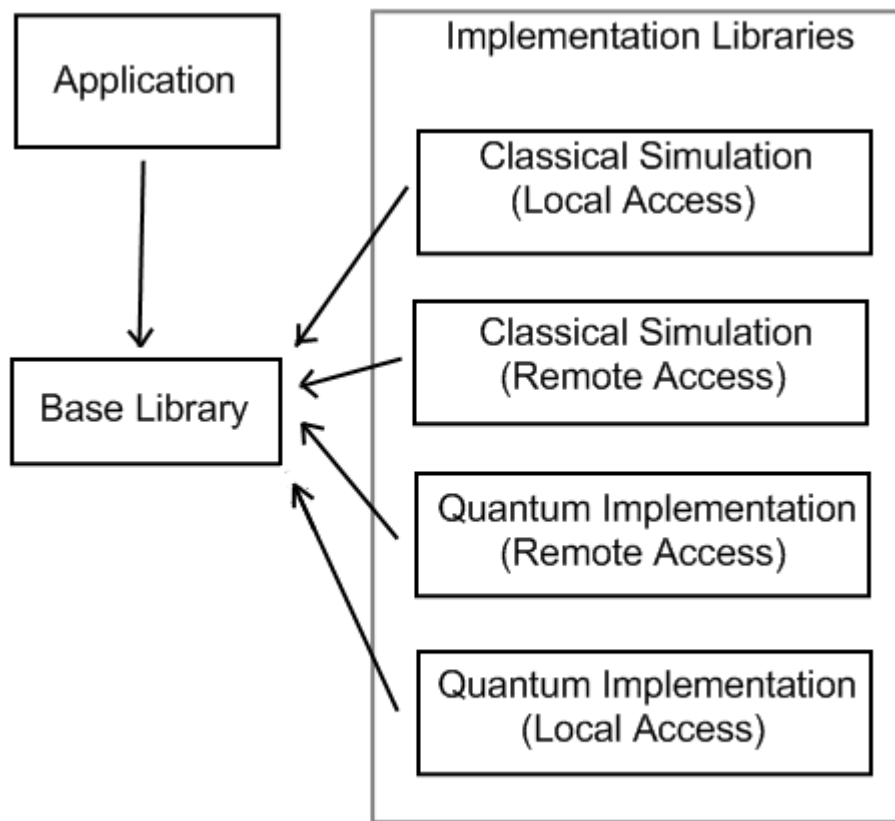 Application
Base Library
Implementation Libraries
Classical Simulation
(Local Access)
Classical Simulation
(Remote Access)
Quantum Implementation
(Remote Access)
Quantum Implementation
(Local Access)